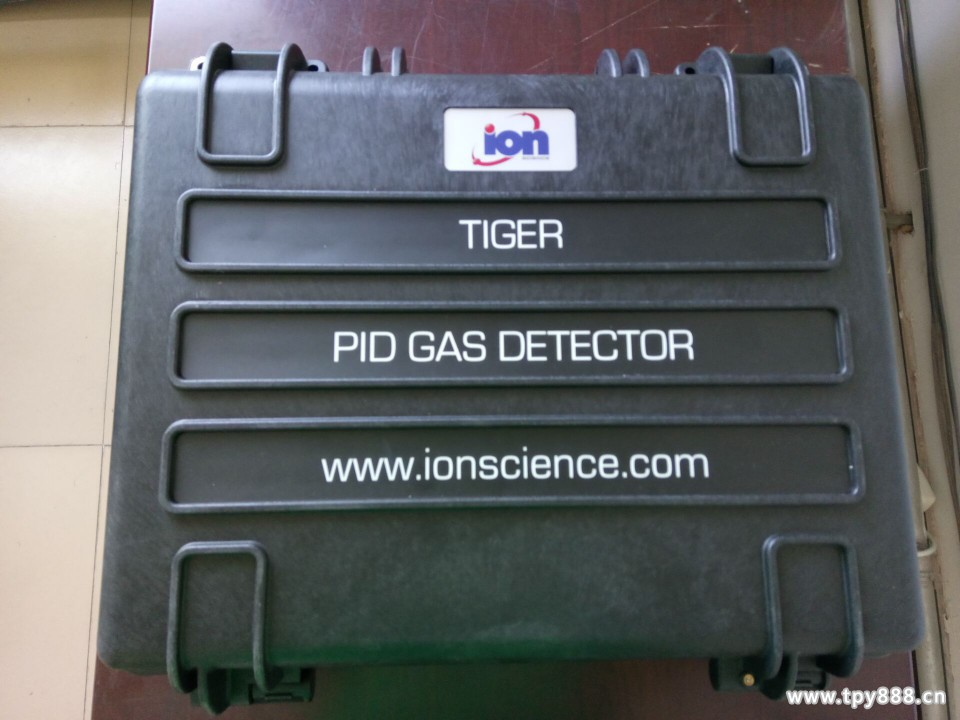 ion
TIGER
PID GAS DETECTOR
www.ionscience.com
www.tpy888.cn